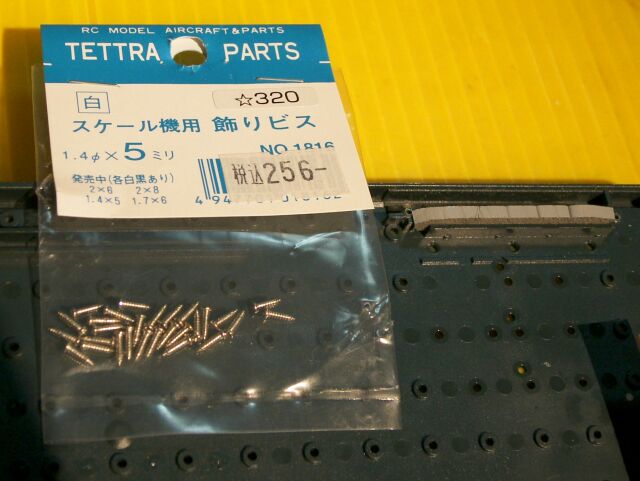 RC MODEL AIRCRAFT&PARTS
TETTRA PARTS
白
☆320
スケール機用 飾りビス
1.4φ×5ミリ
NO.1816
税込256-
発売中(各白黒あり)
2×6 2×8
1.4×5 1.7×6